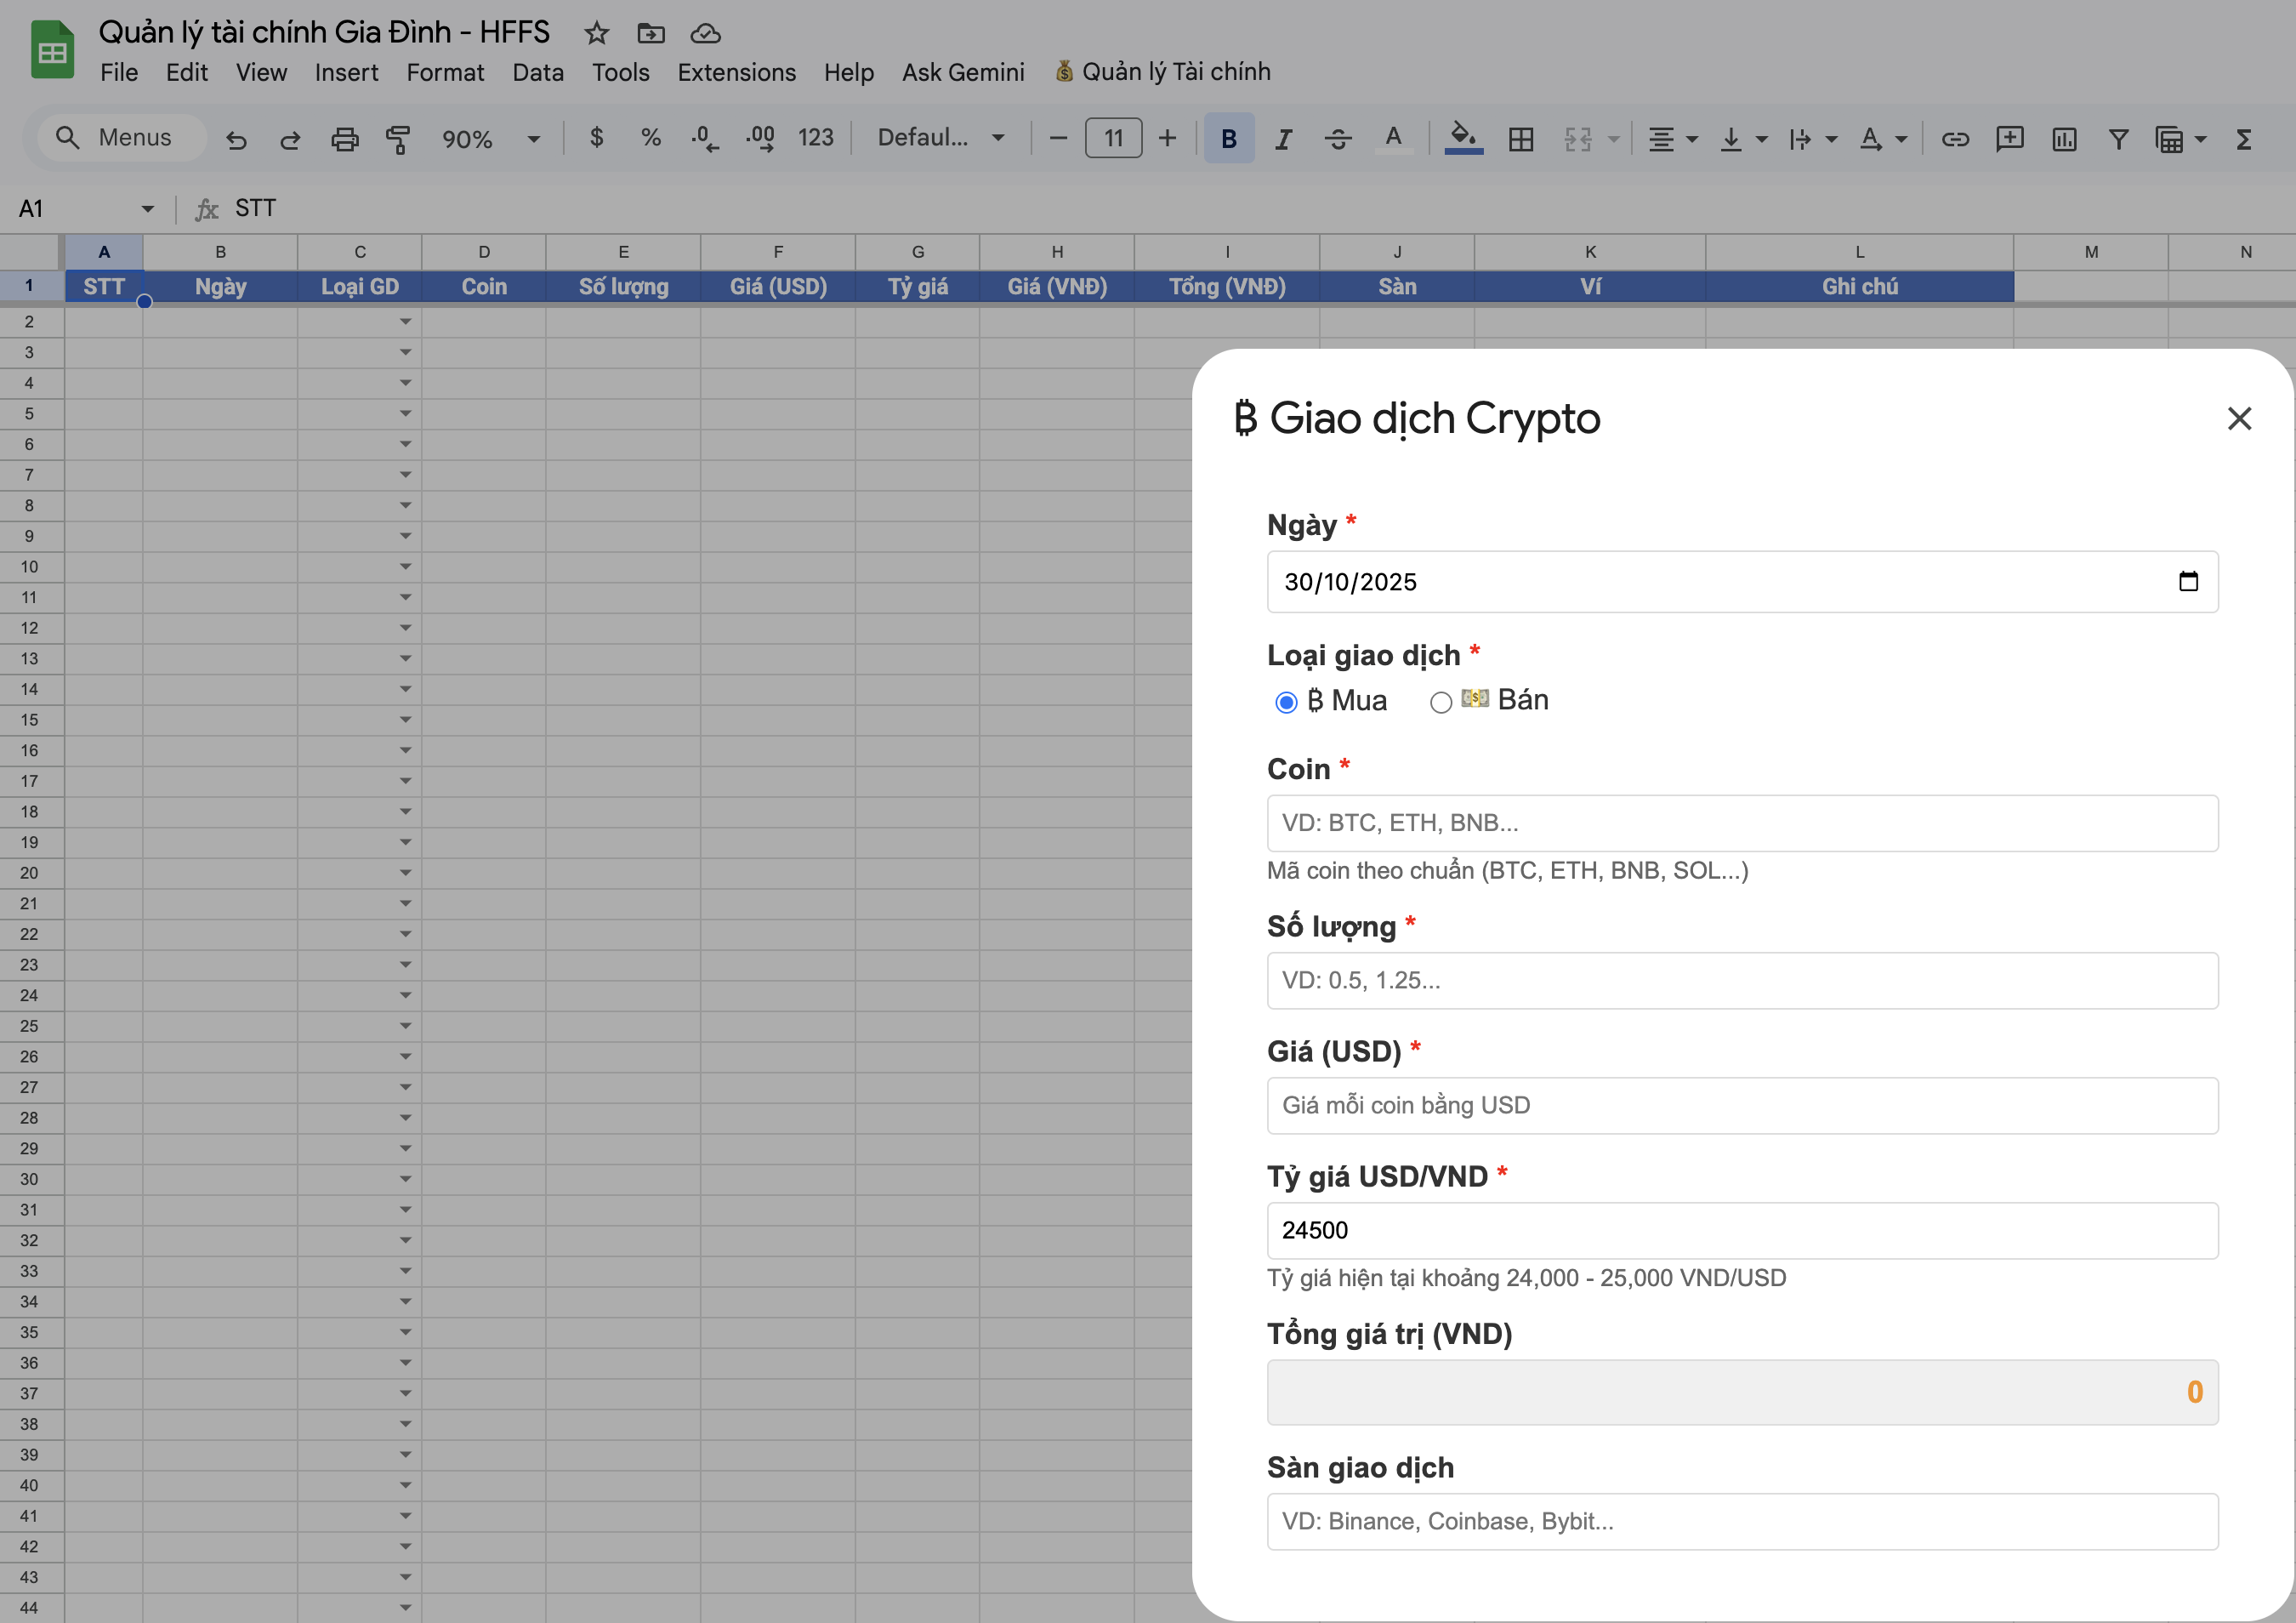 Quản lý tài chính Gia Đình - HFFS
File Edit View Insert Format Data Tools Extensions Help Ask Gemini 💰 Quản lý Tài chính
Menus 90% $ % .0 .00 123 Defaul... − 11 + B I S A A Σ
A1 fx STT
A B C D E F G H I J K L M N
1 STT Ngày Loại GD Coin Số lượng Giá (USD) Tỷ giá Giá (VNĐ) Tổng (VNĐ) Sàn Ví Ghi chú
2
3
4
5
6
7
8
9
10
11
12
13
14
15
16
17
18
19
20
21
22
23
24
25
26
27
28
29
30
31
32
33
34
35
36
37
38
39
40
41
42
43
44
₿ Giao dịch Crypto
Ngày *
30/10/2025
Loại giao dịch *
₿ Mua 💵 Bán
Coin *
VD: BTC, ETH, BNB...
Mã coin theo chuẩn (BTC, ETH, BNB, SOL...)
Số lượng *
VD: 0.5, 1.25...
Giá (USD) *
Giá mỗi coin bằng USD
Tỷ giá USD/VND *
24500
Tỷ giá hiện tại khoảng 24,000 - 25,000 VND/USD
Tổng giá trị (VND)
0
Sàn giao dịch
VD: Binance, Coinbase, Bybit...